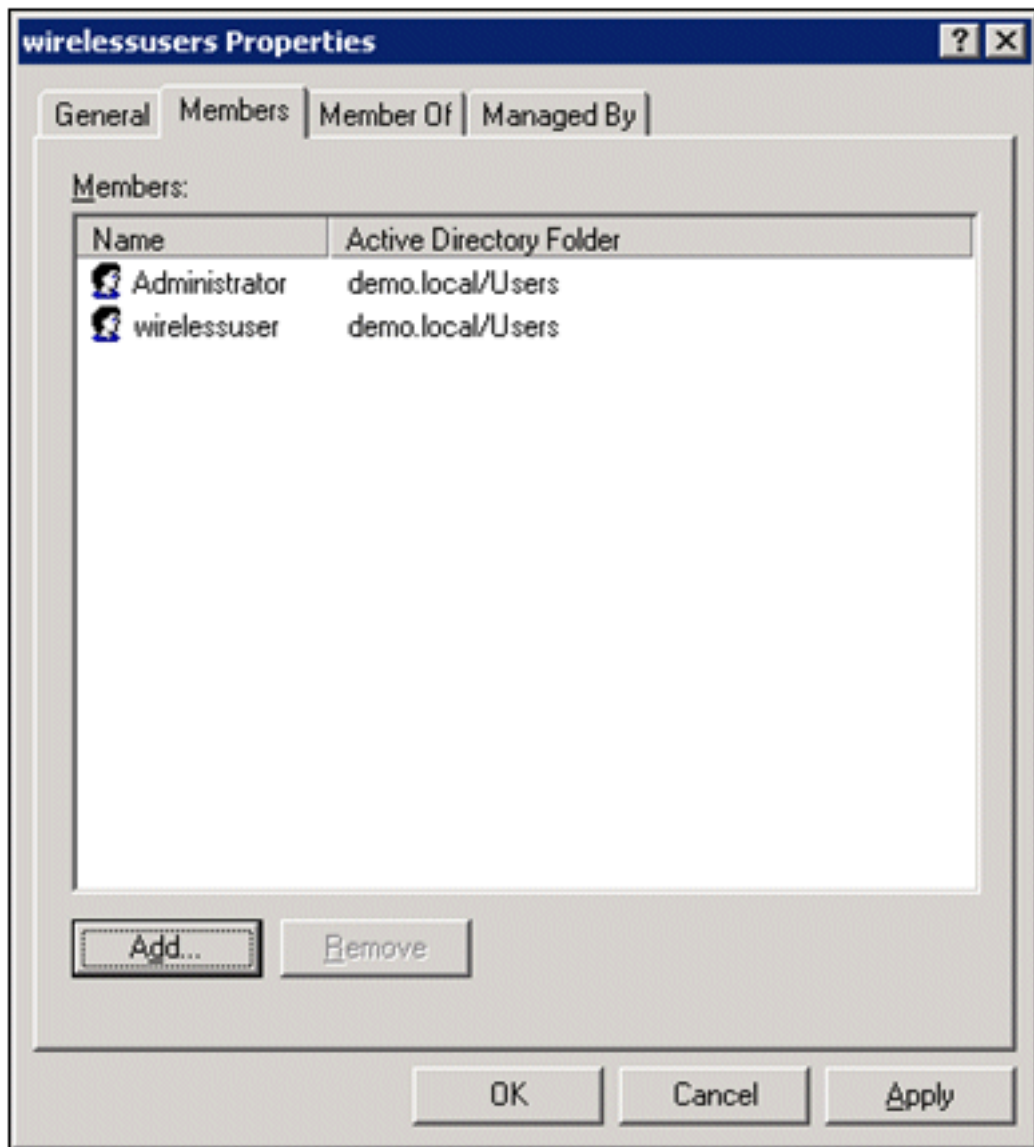 wirelessusers Properties
General Members Member Of Managed By
Members:
Name Active Directory Folder
Administrator demo.local/Users
wirelessuser demo.local/Users
Add... Remove
OK Cancel Apply